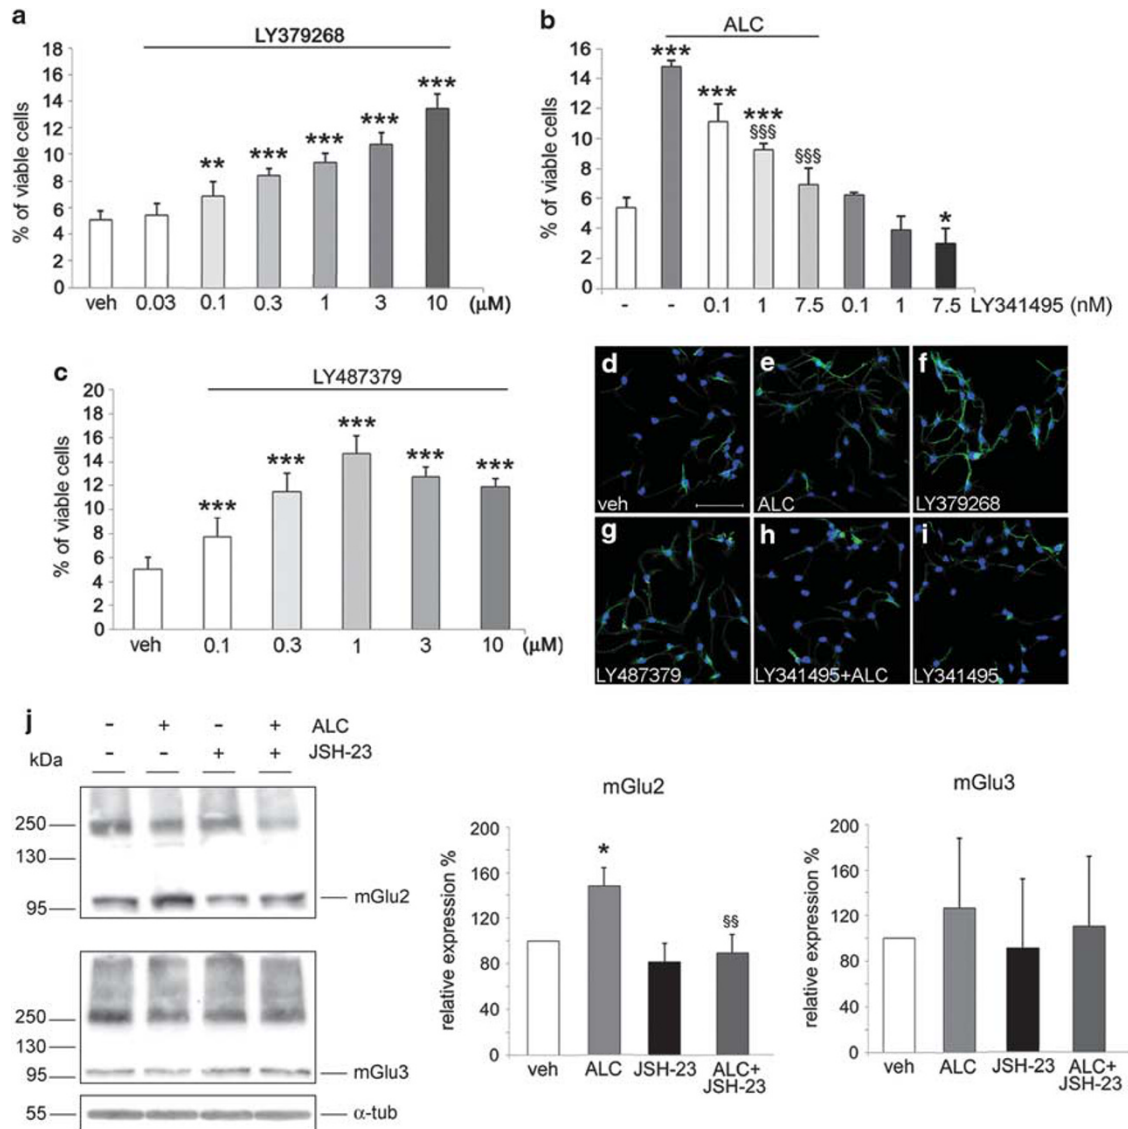 a
LY379268
% of viable cells
18
16
14
12
10
8
6
4
2
0
** *** *** *** ***
veh 0.03 0.1 0.3 1 3 10 (µM)
b
ALC
% of viable cells
16
14
12
10
8
6
4
2
0
*** *** *** §§§ §§§ *
- - 0.1 1 7.5 0.1 1 7.5 LY341495 (nM)
c
LY487379
% of viable cells
20
18
16
14
12
10
8
6
4
2
0
*** *** *** *** ***
veh 0.1 0.3 1 3 10 (µM)
d e f
veh ALC LY379268
g h i
LY487379 LY341495+ALC LY341495
j
- + - + ALC
kDa - - + + JSH-23
250
130
95 mGlu2
250
130
95 mGlu3
55 α-tub
mGlu2
relative expression %
200
160
120
80
40
0
* §§
veh ALC JSH-23 ALC+
JSH-23
mGlu3
relative expression %
200
160
120
80
40
0
veh ALC JSH-23 ALC+
JSH-23